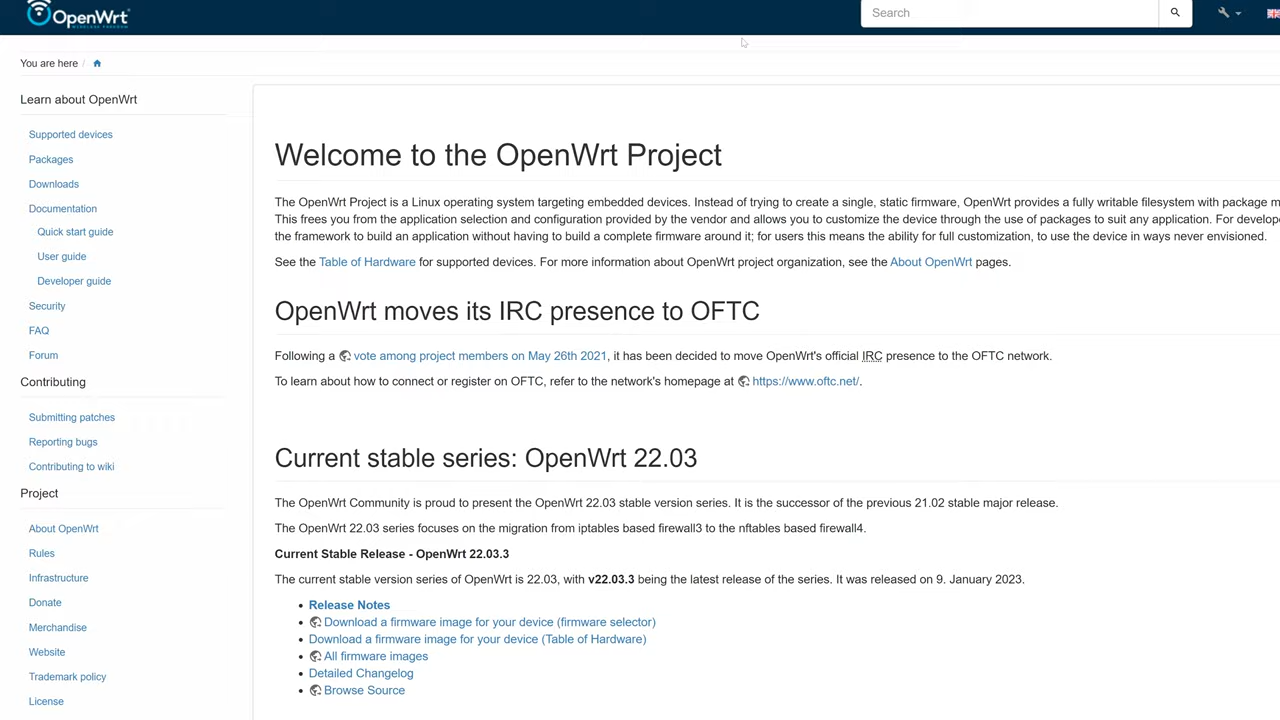 OpenWrt
WIRELESS FREEDOM
Search
You are here /
Learn about OpenWrt
Supported devices
Packages
Downloads
Documentation
Quick start guide
User guide
Developer guide
Security
FAQ
Forum
Contributing
Submitting patches
Reporting bugs
Contributing to wiki
Project
About OpenWrt
Rules
Infrastructure
Donate
Merchandise
Website
Trademark policy
License
Welcome to the OpenWrt Project
The OpenWrt Project is a Linux operating system targeting embedded devices. Instead of trying to create a single, static firmware, OpenWrt provides a fully writable filesystem with package m
This frees you from the application selection and configuration provided by the vendor and allows you to customize the device through the use of packages to suit any application. For develope
the framework to build an application without having to build a complete firmware around it; for users this means the ability for full customization, to use the device in ways never envisioned.
See the Table of Hardware for supported devices. For more information about OpenWrt project organization, see the About OpenWrt pages.
OpenWrt moves its IRC presence to OFTC
Following a vote among project members on May 26th 2021, it has been decided to move OpenWrt's official IRC presence to the OFTC network.
To learn about how to connect or register on OFTC, refer to the network's homepage at https://www.oftc.net/.
Current stable series: OpenWrt 22.03
The OpenWrt Community is proud to present the OpenWrt 22.03 stable version series. It is the successor of the previous 21.02 stable major release.
The OpenWrt 22.03 series focuses on the migration from iptables based firewall3 to the nftables based firewall4.
Current Stable Release - OpenWrt 22.03.3
The current stable version series of OpenWrt is 22.03, with v22.03.3 being the latest release of the series. It was released on 9. January 2023.
• Release Notes
• Download a firmware image for your device (firmware selector)
• Download a firmware image for your device (Table of Hardware)
• All firmware images
• Detailed Changelog
• Browse Source